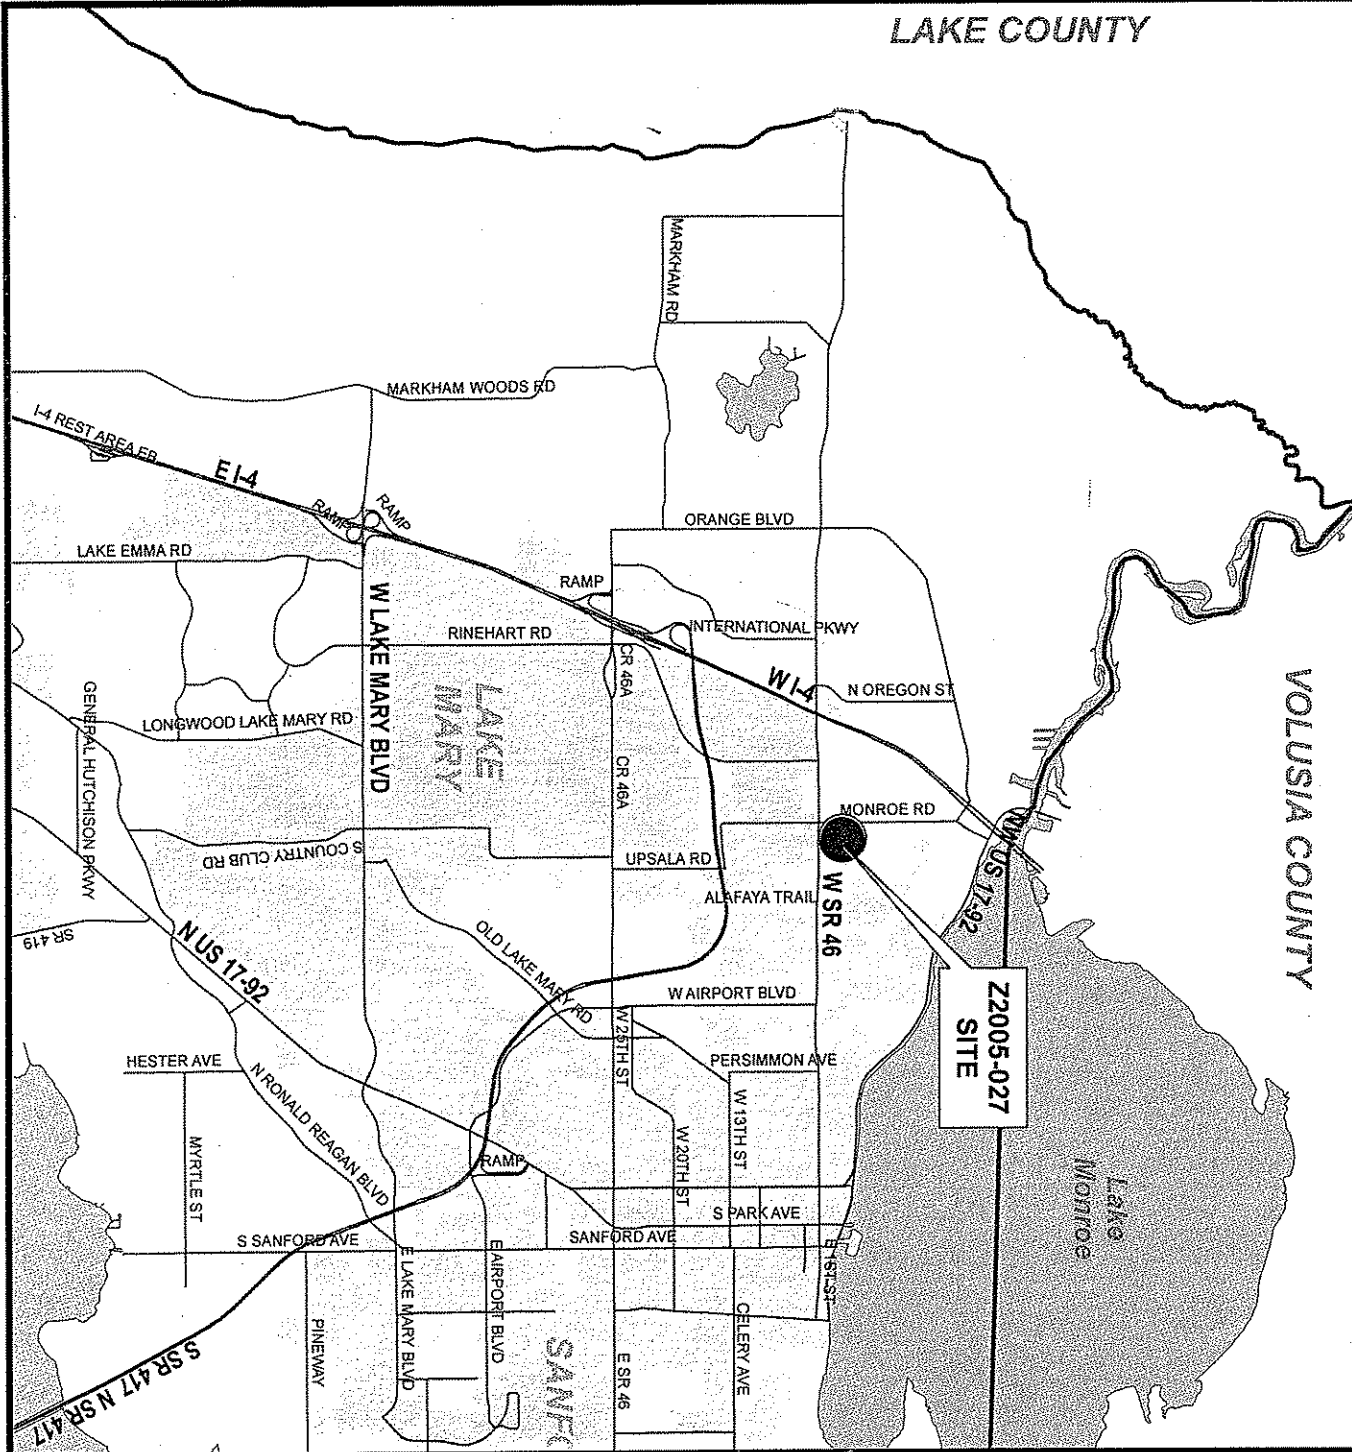 LAKE COUNTY
MARKHAM RD
MARKHAM WOODS RD
I-4 REST AREA EB
E I-4
RAMP
RAMP
ORANGE BLVD
LAKE EMMA RD
RAMP
W LAKE MARY BLVD
RINEHART RD
INTERNATIONAL PKWY
CR 46A
W I-4
N OREGON ST
VOLUSIA COUNTY
GENERAL HUTCHISON PKWY
LONGWOOD LAKE MARY RD
LAKE
MARY
CR 46A
MONROE RD
NW US 17-92
S COUNTRY CLUB RD
UPSALA RD
ALAFAYA TRAIL
W SR 46
SR 419
N US 17-92
OLD LAKE MARY RD
W AIRPORT BLVD
Z2005-027
SITE
W 25TH ST
HESTER AVE
N RONALD REAGAN BLVD
PERSIMMON AVE
W 13TH ST
W 20TH ST
MYRTLE ST
RAMP
Lake
Monroe
S PARK AVE
S SANFORD AVE
SANFORD AVE
E 1ST ST
E LAKE MARY BLVD
E AIRPORT BLVD
PINEWAY
CELERY AVE
E SR 46
SANFO
S SR 417 N SR 417